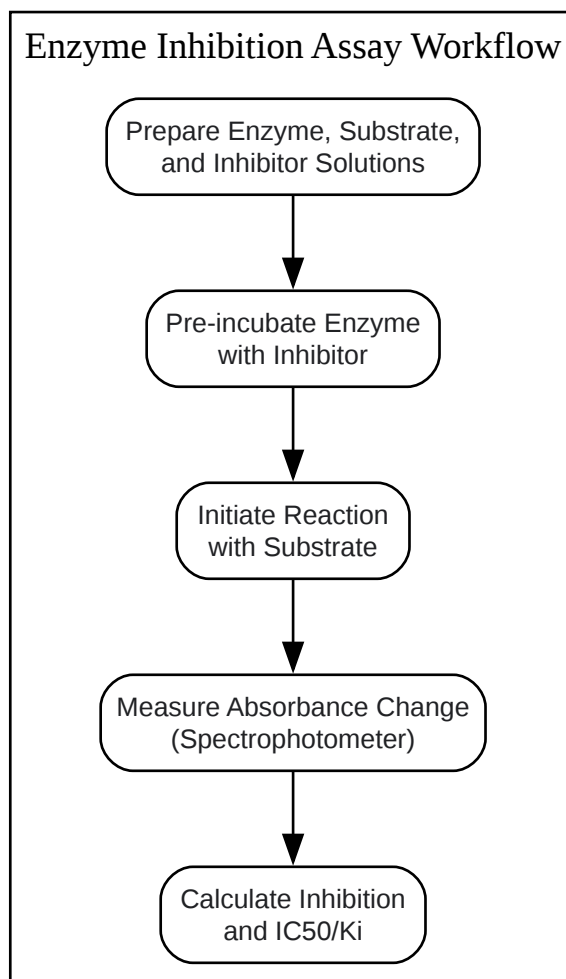 Enzyme Inhibition Assay Workflow
Prepare Enzyme, Substrate,
and Inhibitor Solutions
Pre-incubate Enzyme
with Inhibitor
Initiate Reaction
with Substrate
Measure Absorbance Change
(Spectrophotometer)
Calculate Inhibition
and IC50/Ki